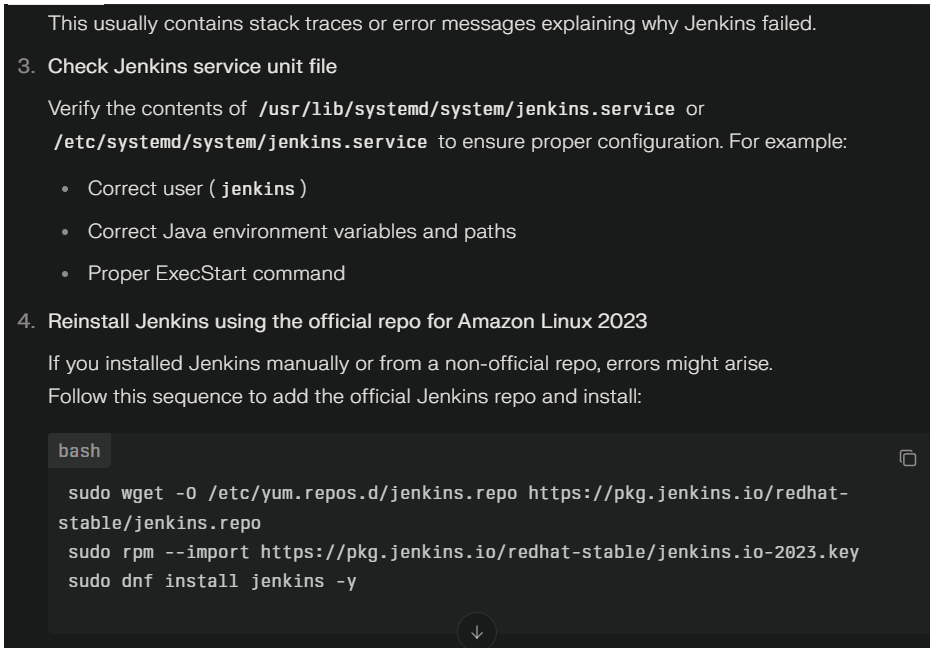 This usually contains stack traces or error messages explaining why Jenkins failed.
3. Check Jenkins service unit file
Verify the contents of /usr/lib/systemd/system/jenkins.service or
/etc/systemd/system/jenkins.service to ensure proper configuration. For example:
• Correct user ( jenkins )
• Correct Java environment variables and paths
• Proper ExecStart command
4. Reinstall Jenkins using the official repo for Amazon Linux 2023
If you installed Jenkins manually or from a non-official repo, errors might arise.
Follow this sequence to add the official Jenkins repo and install:
bash
sudo wget -O /etc/yum.repos.d/jenkins.repo https://pkg.jenkins.io/redhat-
stable/jenkins.repo
sudo rpm --import https://pkg.jenkins.io/redhat-stable/jenkins.io-2023.key
sudo dnf install jenkins -y